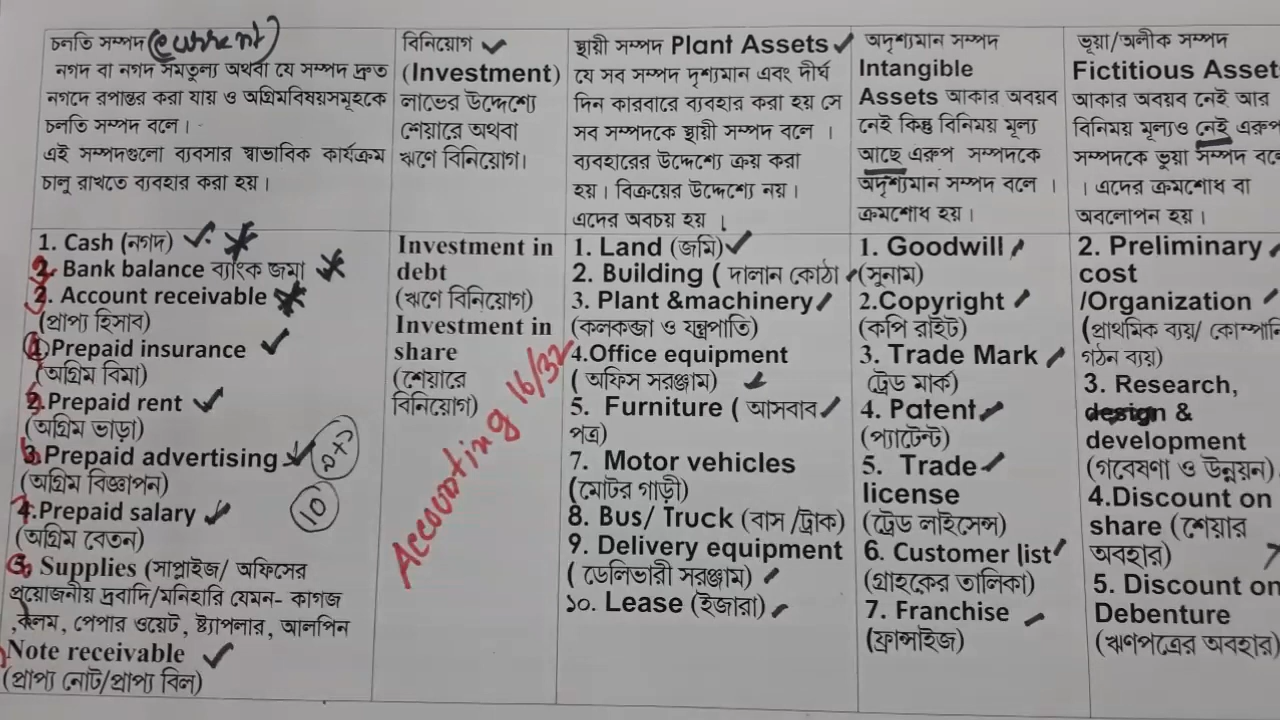 চলতি সম্পদ (current)
নগদ বা নগদ সমতুল্য অথবা যে সম্পদ দ্রুত
নগদে রূপান্তর করা যায় ও অগ্রিমবিষয়সমূহকে
চলতি সম্পদ বলে।
এই সম্পদগুলো ব্যবসার স্বাভাবিক কার্যক্রম
চালু রাখতে ব্যবহার করা হয়।
বিনিয়োগ
(Investment)
লাভের উদ্দেশ্যে
শেয়ারে অথবা
ঋণে বিনিয়োগ।
স্থায়ী সম্পদ Plant Assets
যে সব সম্পদ দৃশ্যমান এবং দীর্ঘ
দিন কারবারে ব্যবহার করা হয় সে
সব সম্পদকে স্থায়ী সম্পদ বলে ।
ব্যবহারের উদ্দেশ্যে ক্রয় করা
হয়। বিক্রয়ের উদ্দেশ্যে নয়।
এদের অবচয় হয় ।
অদৃশ্যমান সম্পদ
Intangible
Assets আকার অবয়ব
নেই কিন্তু বিনিময় মূল্য
আছে এরুপ সম্পদকে
অদৃশ্যমান সম্পদ বলে ।
ক্রমশোধ হয়।
ভূয়া/অলীক সম্পদ
Fictitious Asset
আকার অবয়ব নেই আর
বিনিময় মূল্যও নেই এরুপ
সম্পদকে ভূয়া সম্পদ বলে
। এদের ক্রমশোধ বা
অবলোপন হয়।
1. Cash (নগদ)
2. Bank balance ব্যাংক জমা
3. Account receivable
(প্রাপ্য হিসাব)
Prepaid insurance
(অগ্রিম বিমা)
Prepaid rent
(অগ্রিম ভাড়া)
Prepaid advertising
(অগ্রিম বিজ্ঞাপন)
Prepaid salary
(অগ্রিম বেতন)
Supplies (সাপ্লাইজ/ অফিসের
প্রয়োজনীয় দ্রবাদি/মনিহারি যেমন- কাগজ
,কলম, পেপার ওয়েট, ষ্ট্যাপলার, আলপিন
Note receivable
(প্রাপ্য নোট/প্রাপ্য বিল)
10
Investment in
debt
(ঋণে বিনিয়োগ)
Investment in
share
(শেয়ারে
বিনিয়োগ)
Accounting 16/32
1. Land (জমি)
2. Building ( দালান কোঠা
3. Plant &machinery
(কলকব্জা ও যন্ত্রপাতি)
4.Office equipment
( অফিস সরঞ্জাম)
5. Furniture ( আসবাব
পত্র)
7. Motor vehicles
(মোটর গাড়ী)
8. Bus/ Truck (বাস /ট্রাক)
9. Delivery equipment
( ডেলিভারী সরঞ্জাম)
১০. Lease (ইজারা)
1. Goodwill
(সুনাম)
2.Copyright
(কপি রাইট)
3. Trade Mark
(ট্রেড মার্ক)
4. Patent
(প্যাটেন্ট)
5. Trade
license
(ট্রেড লাইসেন্স)
6. Customer list
(গ্রাহকের তালিকা)
7. Franchise
(ফ্রান্সাইজ)
2. Preliminary
cost
/Organization
(প্রাথমিক ব্যয়/ কোম্পানি
গঠন ব্যয়)
3. Research,
design &
development
(গবেষণা ও উন্নয়ন)
4.Discount on
share (শেয়ার
অবহার)
5. Discount on
Debenture
(ঋণপত্রের অবহার)